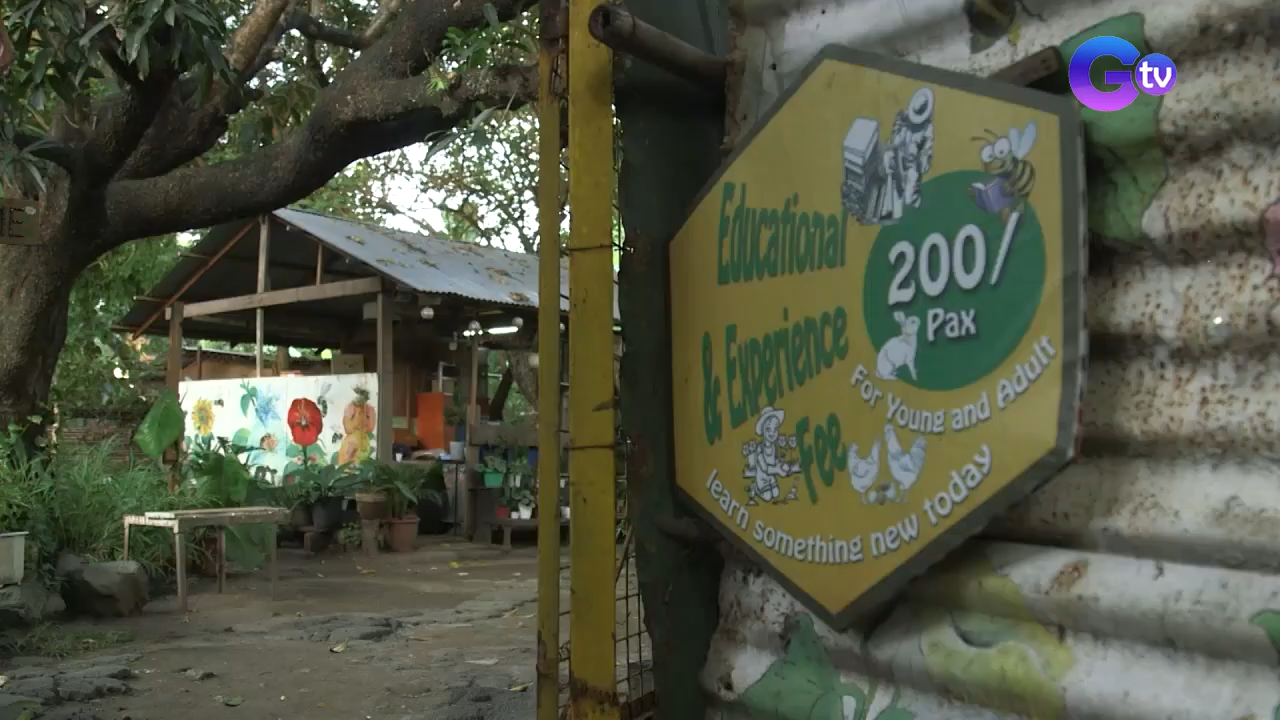 Gtv
Educational
& Experience
Fee
200/
Pax
For Young and Adult
learn something new today